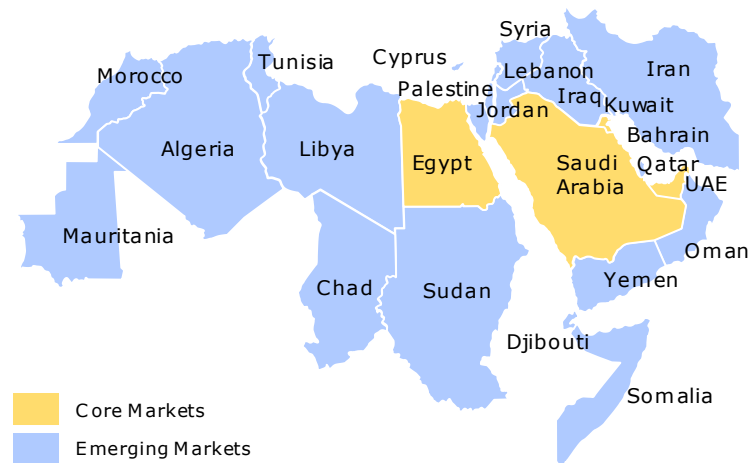 Syria
Cyprus
Tunisia
Morocco
Lebanon
Iran
Palestine
Iraq
Kuwait
Jordan
Bahrain
Algeria
Libya
Egypt
Saudi
Arabia
Qatar
UAE
Mauritania
Oman
Chad
Sudan
Yemen
Djibouti
Somalia
Core Markets
Emerging Markets